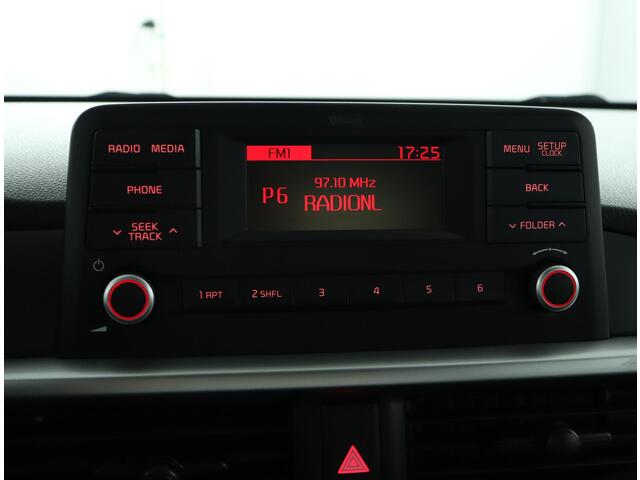 Bluetooth
RADIO MEDIA
FM1 17:25
MENU SETUP
CLOCK
PHONE
P6 97.10 MHz
RADIONL
BACK
SEEK
TRACK
FOLDER
1 RPT 2 SHFL 3 4 5 6